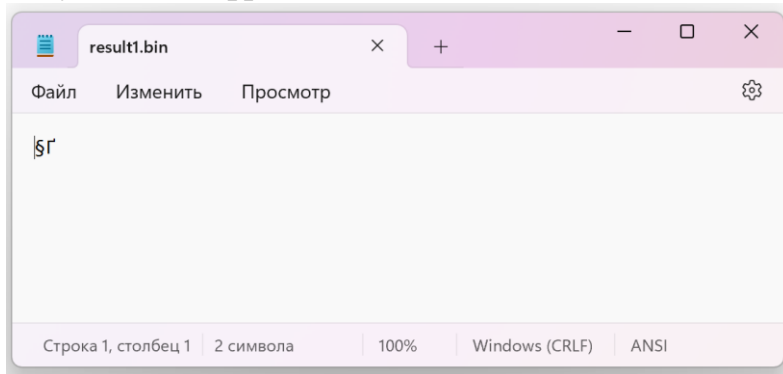 result1.bin
Файл Изменить Просмотр
§Ґ
Строка 1, столбец 1 2 символа 100% Windows (CRLF) ANSI